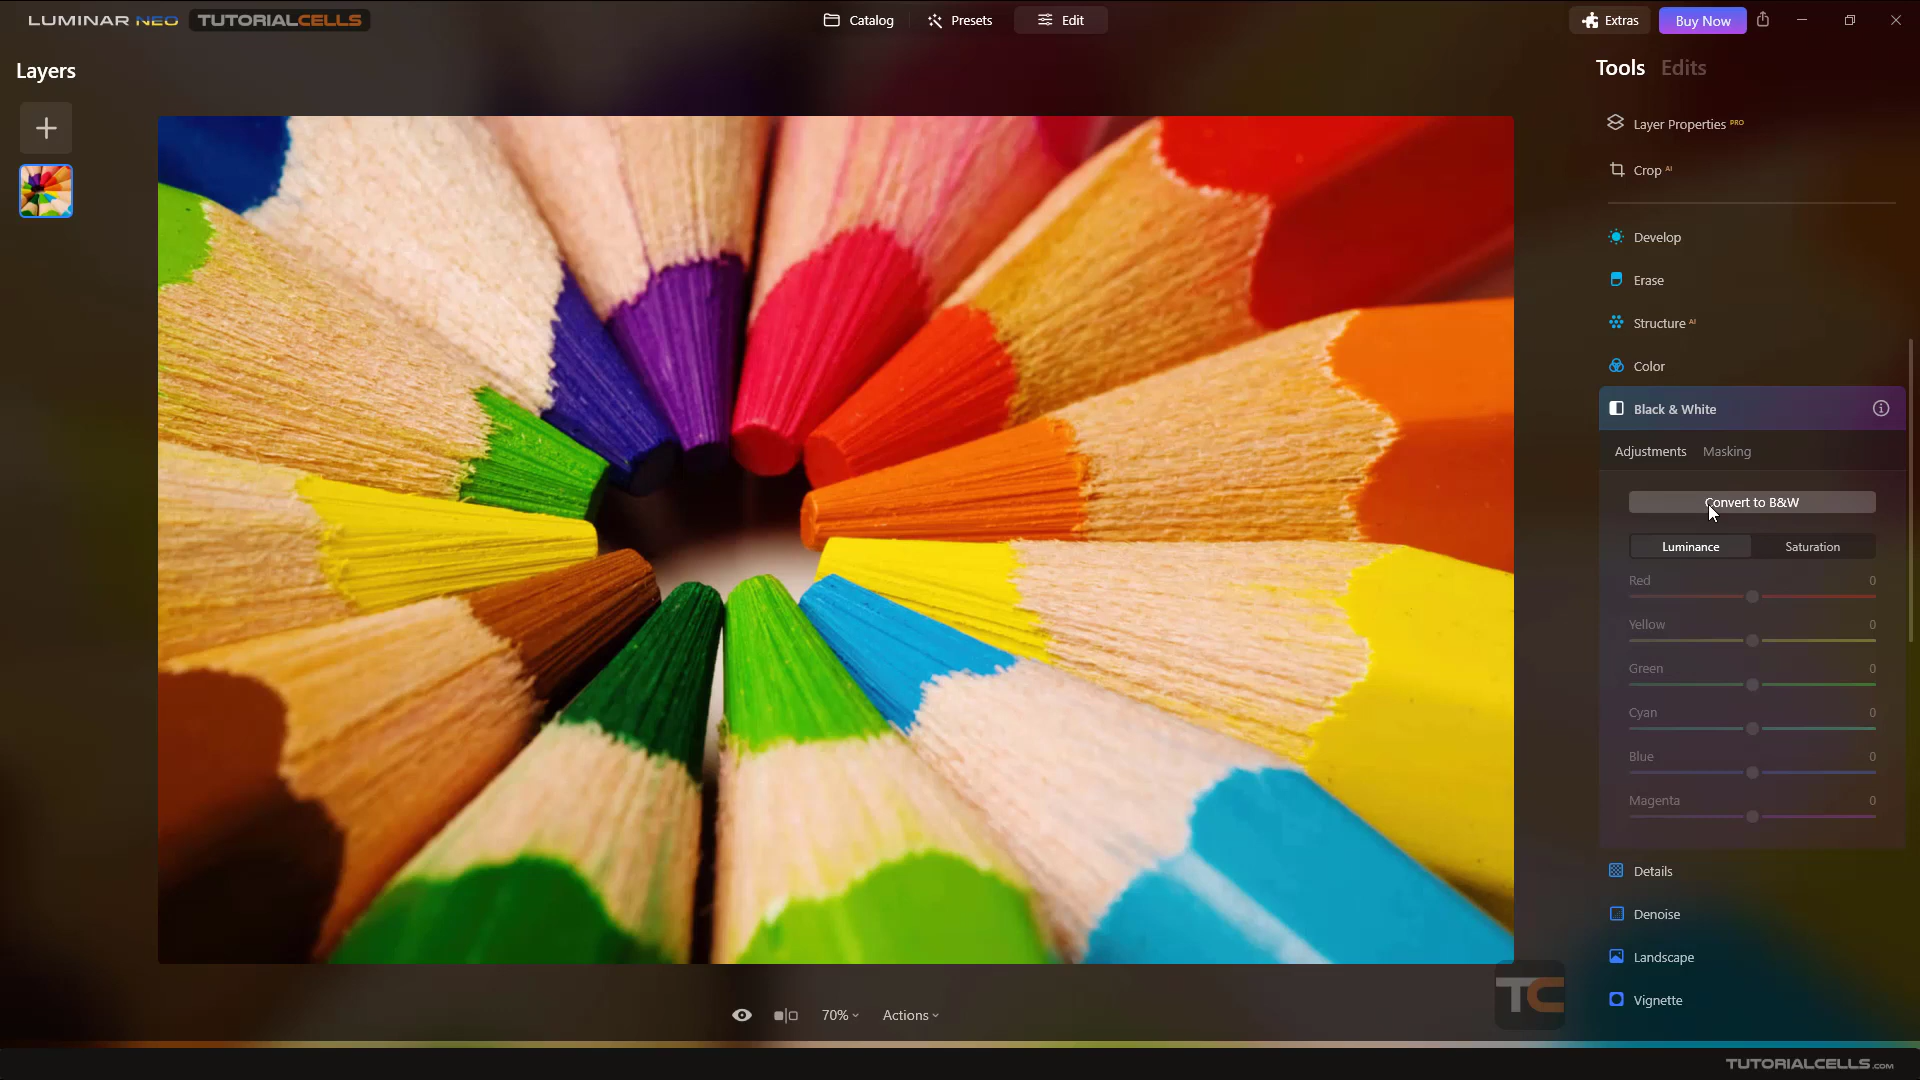 LUMINAR NEO TUTORIALCELLS
Catalog
Presets
Edit
Extras
Buy Now
Layers
Tools Edits
Layer Properties PRO
Crop AI
Develop
Erase
Structure AI
Color
Black & White
Adjustments Masking
Convert to B&W
Luminance Saturation
Red 0
Yellow 0
Green 0
Cyan 0
Blue 0
Magenta 0
Details
Denoise
Landscape
Vignette
TC
70% Actions
TUTORIALCELLS.COM